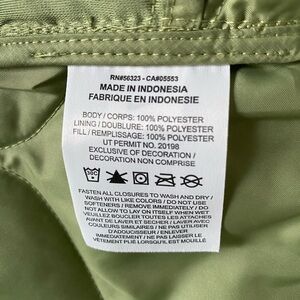 RN#56323 - CA#05553
MADE IN INDONESIA
FABRIQUE EN INDONESIE
BODY / CORPS: 100% POLYESTER
LINING / DOUBLURE: 100% POLYESTER
FILL / REMPLISSAGE: 100% POLYESTER
UT PERMIT NO. 20198
EXCLUSIVE OF DECORATION /
DECORATION NON COMPRISE
FASTEN ALL CLOSURES TO WASH AND DRY /
WASH WITH LIKE COLORS / DO NOT USE
SOFTENERS / REMOVE IMMEDIATELY / DO
NOT ALLOW TO LAY ON ITSELF WHEN WET
VEUILLEZ BOUCLER TOUTES LES ATTACHES
AVANT DE LAVER ET SECHER / LAVER AVEC
COULEURS SIMILAIRES / NE PAS UTILISER
D'ADOUCISSEUR / ENLEVER
IMMEDIATEMENT / NE PAS LAISSER LE
VETEMENT PLIÉ LORSQU'IL EST MOUILLÉ